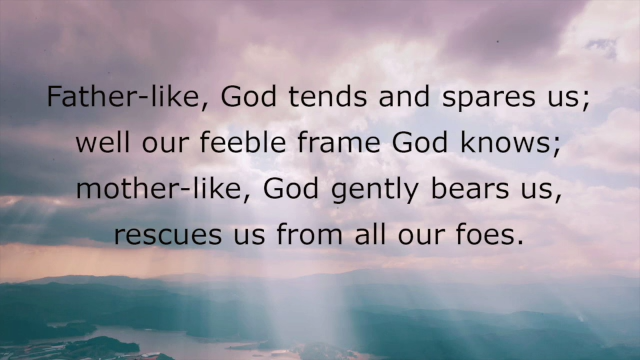 Father-like, God tends and spares us;
well our feeble frame God knows;
mother-like, God gently bears us,
rescues us from all our foes.